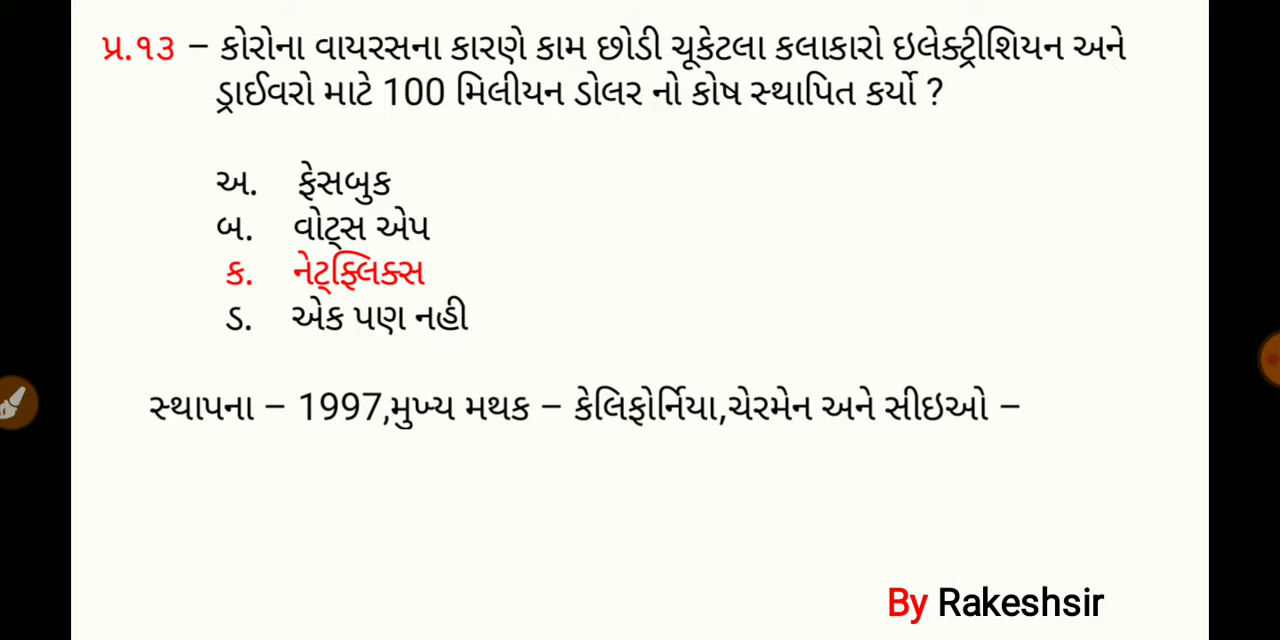 પ્ર.૧૩ – કોરોના વાયરસના કારણે કામ છોડી ચૂકેટલા કલાકારો ઇલેક્ટ્રીશિયન અને
ડ્રાઈવરો માટે 100 મિલીયન ડોલર નો કોષ સ્થાપિત કર્યો ?
અ. ફેસબુક
બ. વોટ્સ એપ
ક. નેટ્ફ્લિક્સ
ડ. એક પણ નહી
સ્થાપના – 1997,મુખ્ય મથક – કેલિફોર્નિયા,ચેરમેન અને સીઇઓ –
By Rakeshsir